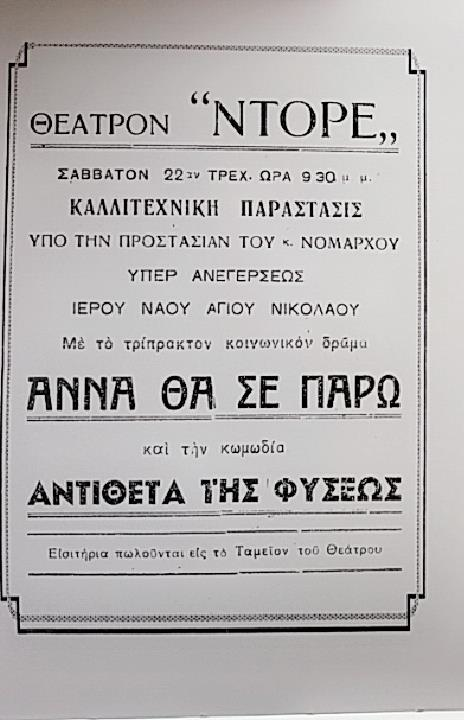 ΘΕΑΤΡΟΝ “ΝΤΟΡΕ„
ΣΑΒΒΑΤΟΝ 22αν ΤΡΕΧ. ΩΡΑ 9 30 μ μ.
ΚΑΛΛΙΤΕΧΝΙΚΗ ΠΑΡΑΣΤΑΣΙΣ
ΥΠΟ ΤΗΝ ΠΡΟΣΤΑΣΙΑΝ ΤΟΥ κ. ΝΟΜΑΡΧΟΥ
ΥΠΕΡ ΑΝΕΓΕΡΣΕΩΣ
ΙΕΡΟΥ ΝΑΟΥ ΑΓΙΟΥ ΝΙΚΟΛΑΟΥ
Μὲ τὸ τρίπρακτον κοινωνικὸν δρᾶμα
ΑΝΝΑ ΘΑ ΣΕ ΠΑΡΩ
καὶ τὴν κωμωδία
ΑΝΤΙΘΕΤΑ ΤΗΣ ΦΥΣΕΩΣ
Εἰσιτήρια πωλοῦνται εἰς τὸ Ταμεῖον τοῦ Θεάτρου